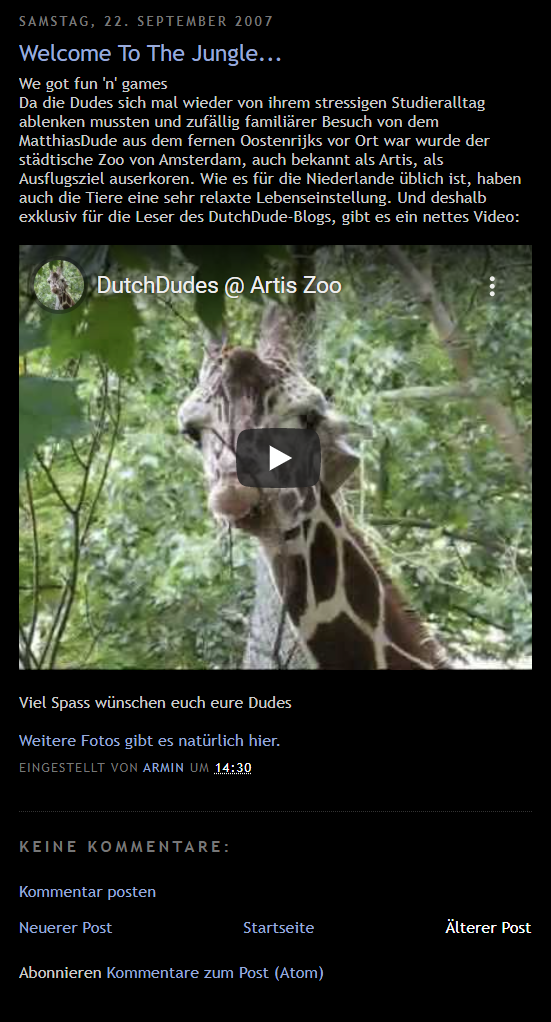 SAMSTAG, 22. SEPTEMBER 2007
Welcome To The Jungle...
We got fun 'n' games
Da die Dudes sich mal wieder von ihrem stressigen Studieralltag
ablenken mussten und zufällig familiärer Besuch von dem
MatthiasDude aus dem fernen Oostenrijks vor Ort war wurde der
städtische Zoo von Amsterdam, auch bekannt als Artis, als
Ausflugsziel auserkoren. Wie es für die Niederlande üblich ist, haben
auch die Tiere eine sehr relaxte Lebenseinstellung. Und deshalb
exklusiv für die Leser des DutchDude-Blogs, gibt es ein nettes Video:
DutchDudes @ Artis Zoo
Viel Spass wünschen euch eure Dudes
Weitere Fotos gibt es natürlich hier.
EINGESTELLT VON ARMIN UM 14:30
KEINE KOMMENTARE:
Kommentar posten
Neuerer Post Startseite Älterer Post
Abonnieren Kommentare zum Post (Atom)